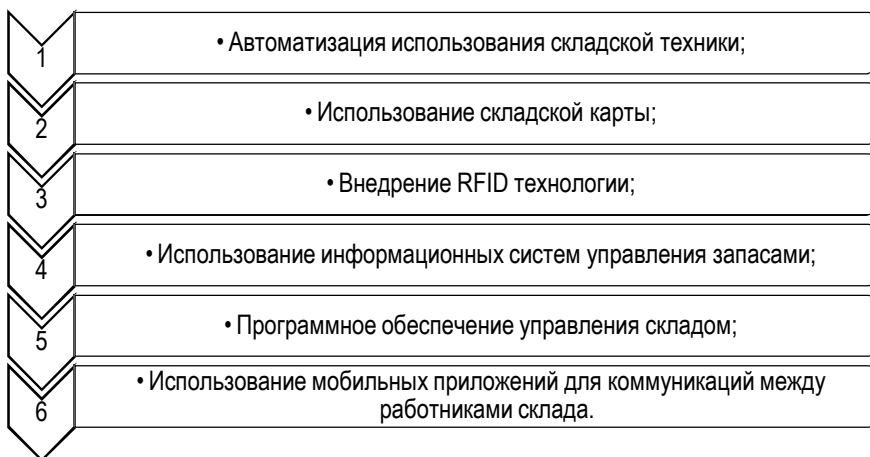 1
• Автоматизация использования складской техники;
2
• Использование складской карты;
3
• Внедрение RFID технологии;
4
• Использование информационных систем управления запасами;
5
• Программное обеспечение управления складом;
6
• Использование мобильных приложений для коммуникаций между
работниками склада.